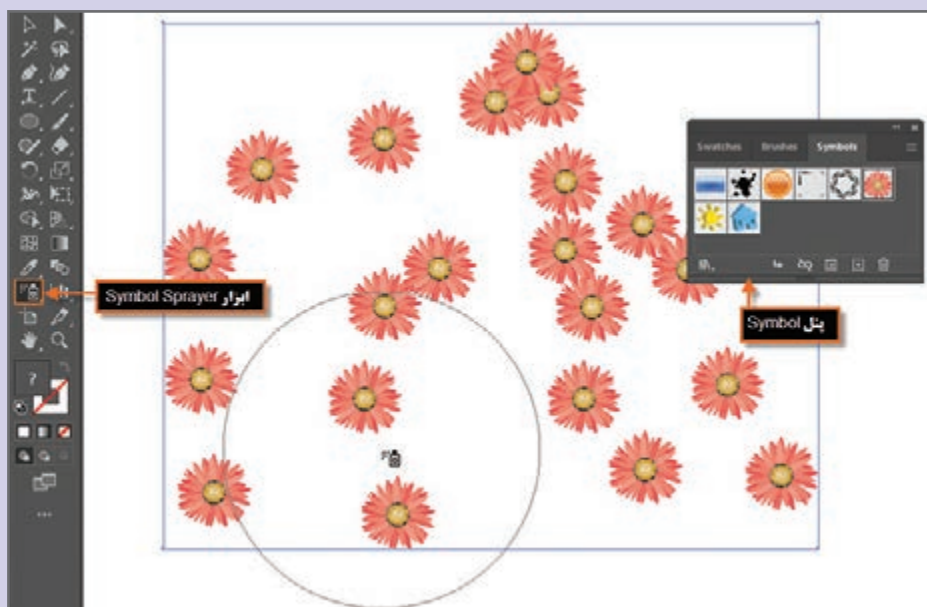 Swatches Brushes Symbols
ابزار Symbol Sprayer
پنل Symbol